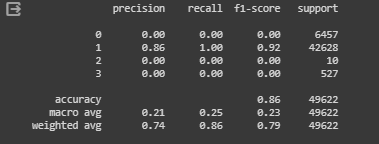 precision recall f1-score support
0 0.00 0.00 0.00 6457
1 0.86 1.00 0.92 42628
2 0.00 0.00 0.00 10
3 0.00 0.00 0.00 527
accuracy 0.86 49622
macro avg 0.21 0.25 0.23 49622
weighted avg 0.74 0.86 0.79 49622